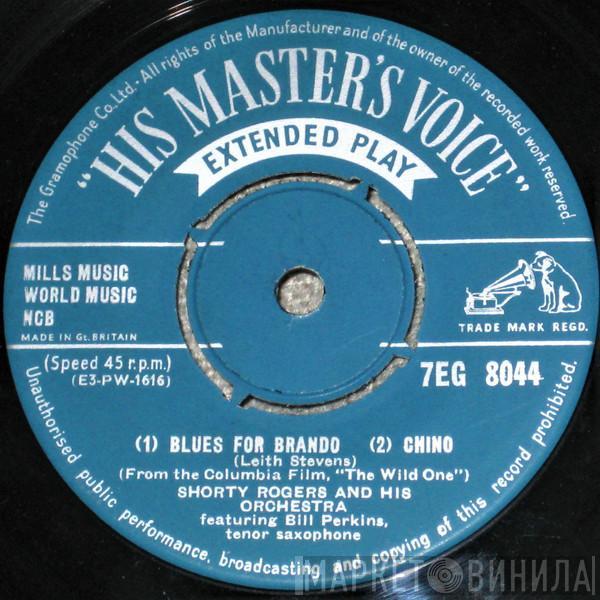 The Gramophone Co. Ltd. - All rights of the Manufacturer and of the owner of the recorded work reserved.
"HIS MASTER'S VOICE"
EXTENDED PLAY
MILLS MUSIC
WORLD MUSIC
NCB
MADE IN Gt. BRITAIN
TRADE MARK REGD.
(Speed 45 r.p.m.)
(E3-PW-1616)
7EG 8044
(1) BLUES FOR BRANDO (2) CHINO
(Leith Stevens)
(From the Columbia Film, "The Wild One")
SHORTY ROGERS AND HIS
ORCHESTRA
featuring Bill Perkins,
tenor saxophone
Unauthorised public performance, broadcasting and copying of this record prohibited.
МАРКЕТ ВИНИЛА